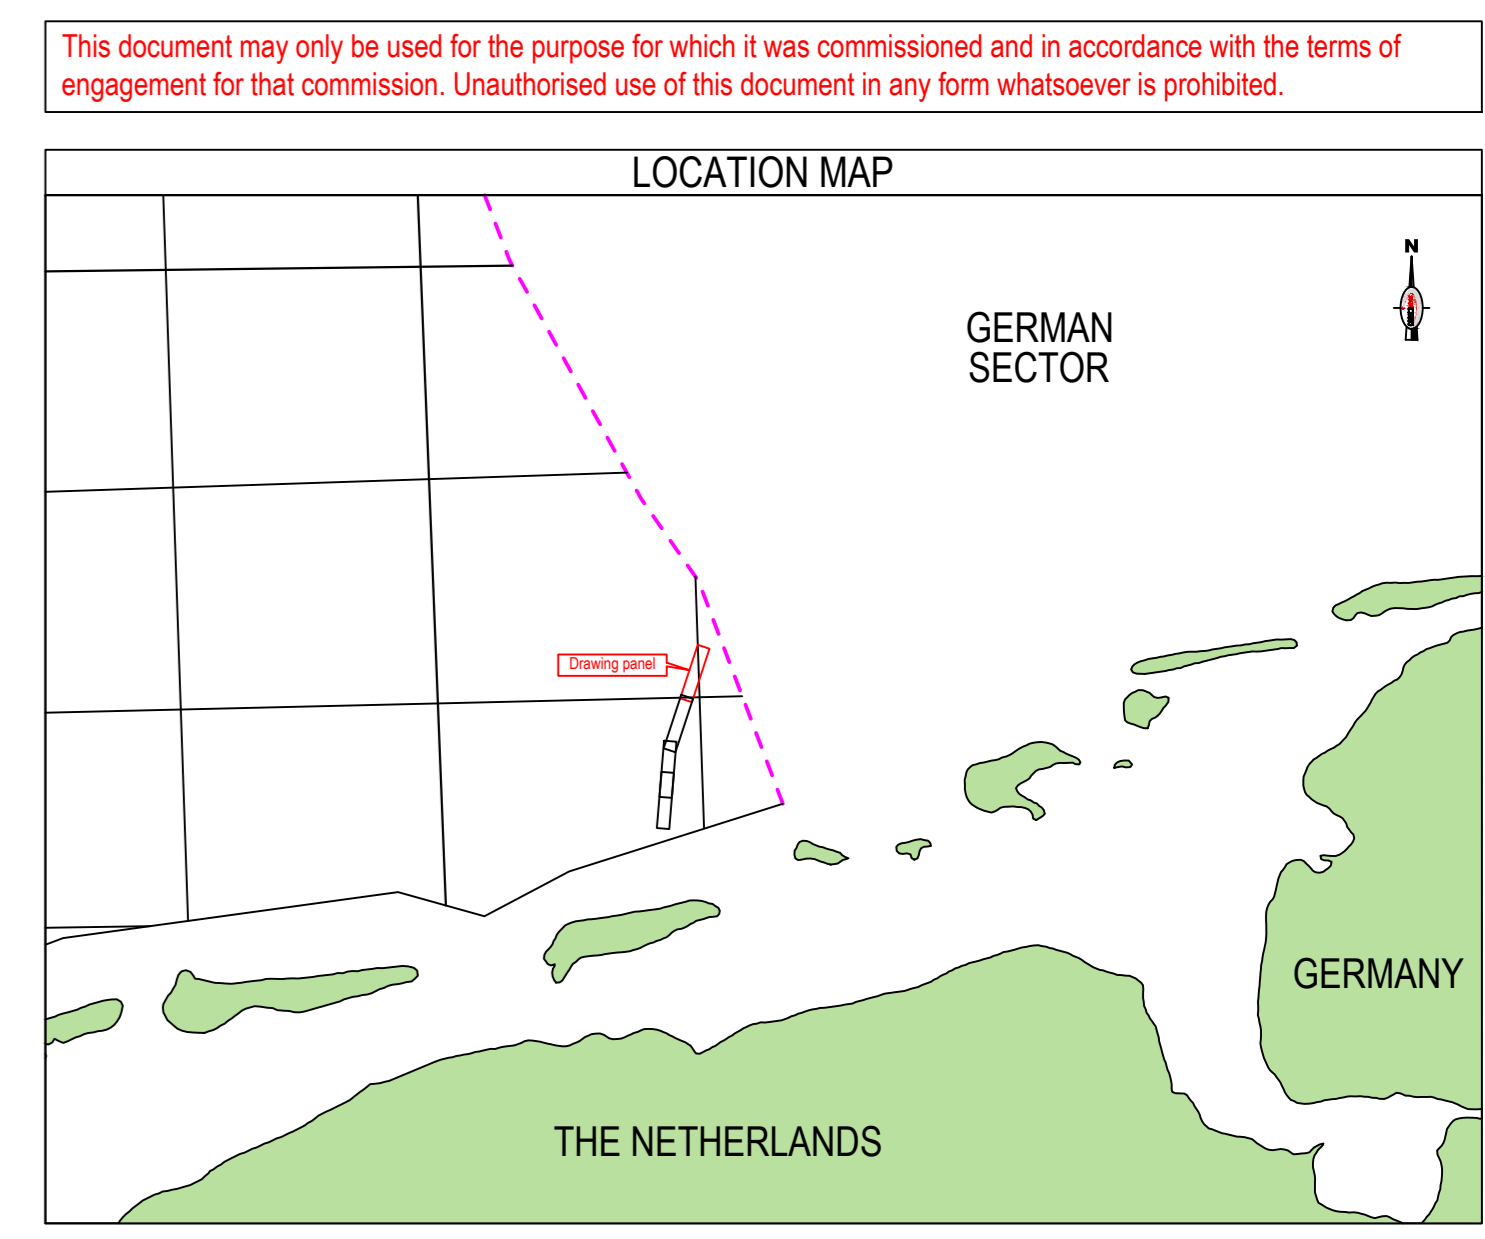 This document may only be used for the purpose for which it was commissioned and in accordance with the terms of
engagement for that commission. Unauthorised use of this document in any form whatsoever is prohibited.
LOCATION MAP
N
GERMAN
SECTOR
Drawing panel
GERMANY
THE NETHERLANDS